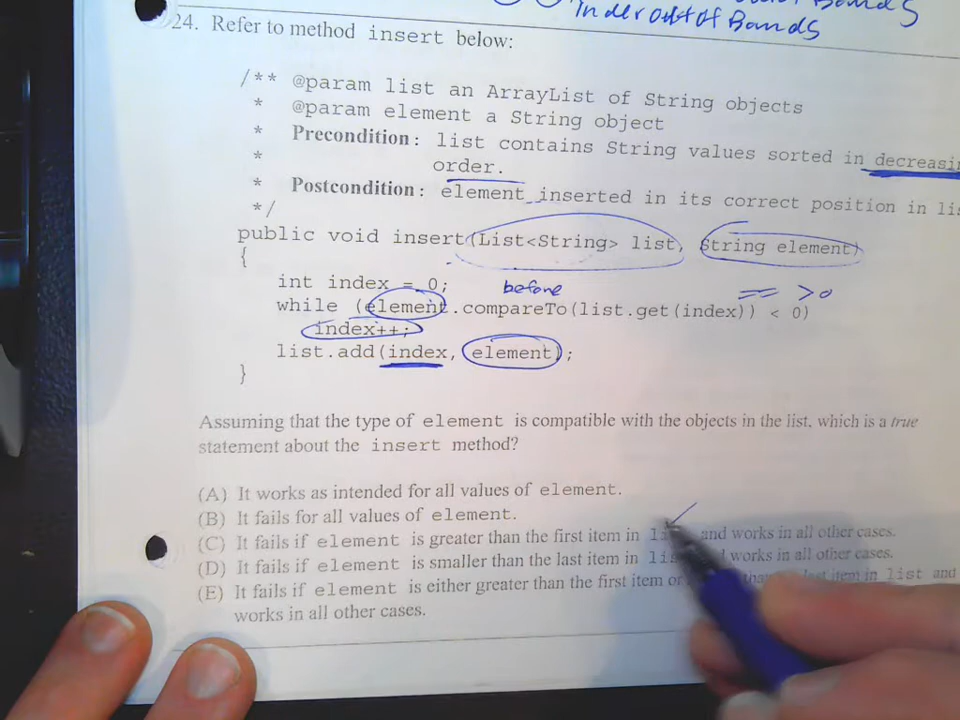 Bounds
Inder outof Bounds
24. Refer to method insert below:
/** @param list an ArrayList of String objects
* @param element a String object
* Precondition: list contains String values sorted in decreasin
* order.
* Postcondition: element inserted in its correct position in lis
*/
public void insert(List<String> list, String element)
{
int index = 0;
before == >0
while (element.compareTo(list.get(index)) < 0)
index++;
list.add(index, element);
}
Assuming that the type of element is compatible with the objects in the list, which is a true
statement about the insert method?
(A) It works as intended for all values of element.
(B) It fails for all values of element.
(C) It fails if element is greater than the first item in and works in all other cases.
(D) It fails if element is smaller than the last item in works in all other cases.
(E) It fails if element is either greater than the first item or last item in list and
works in all other cases.